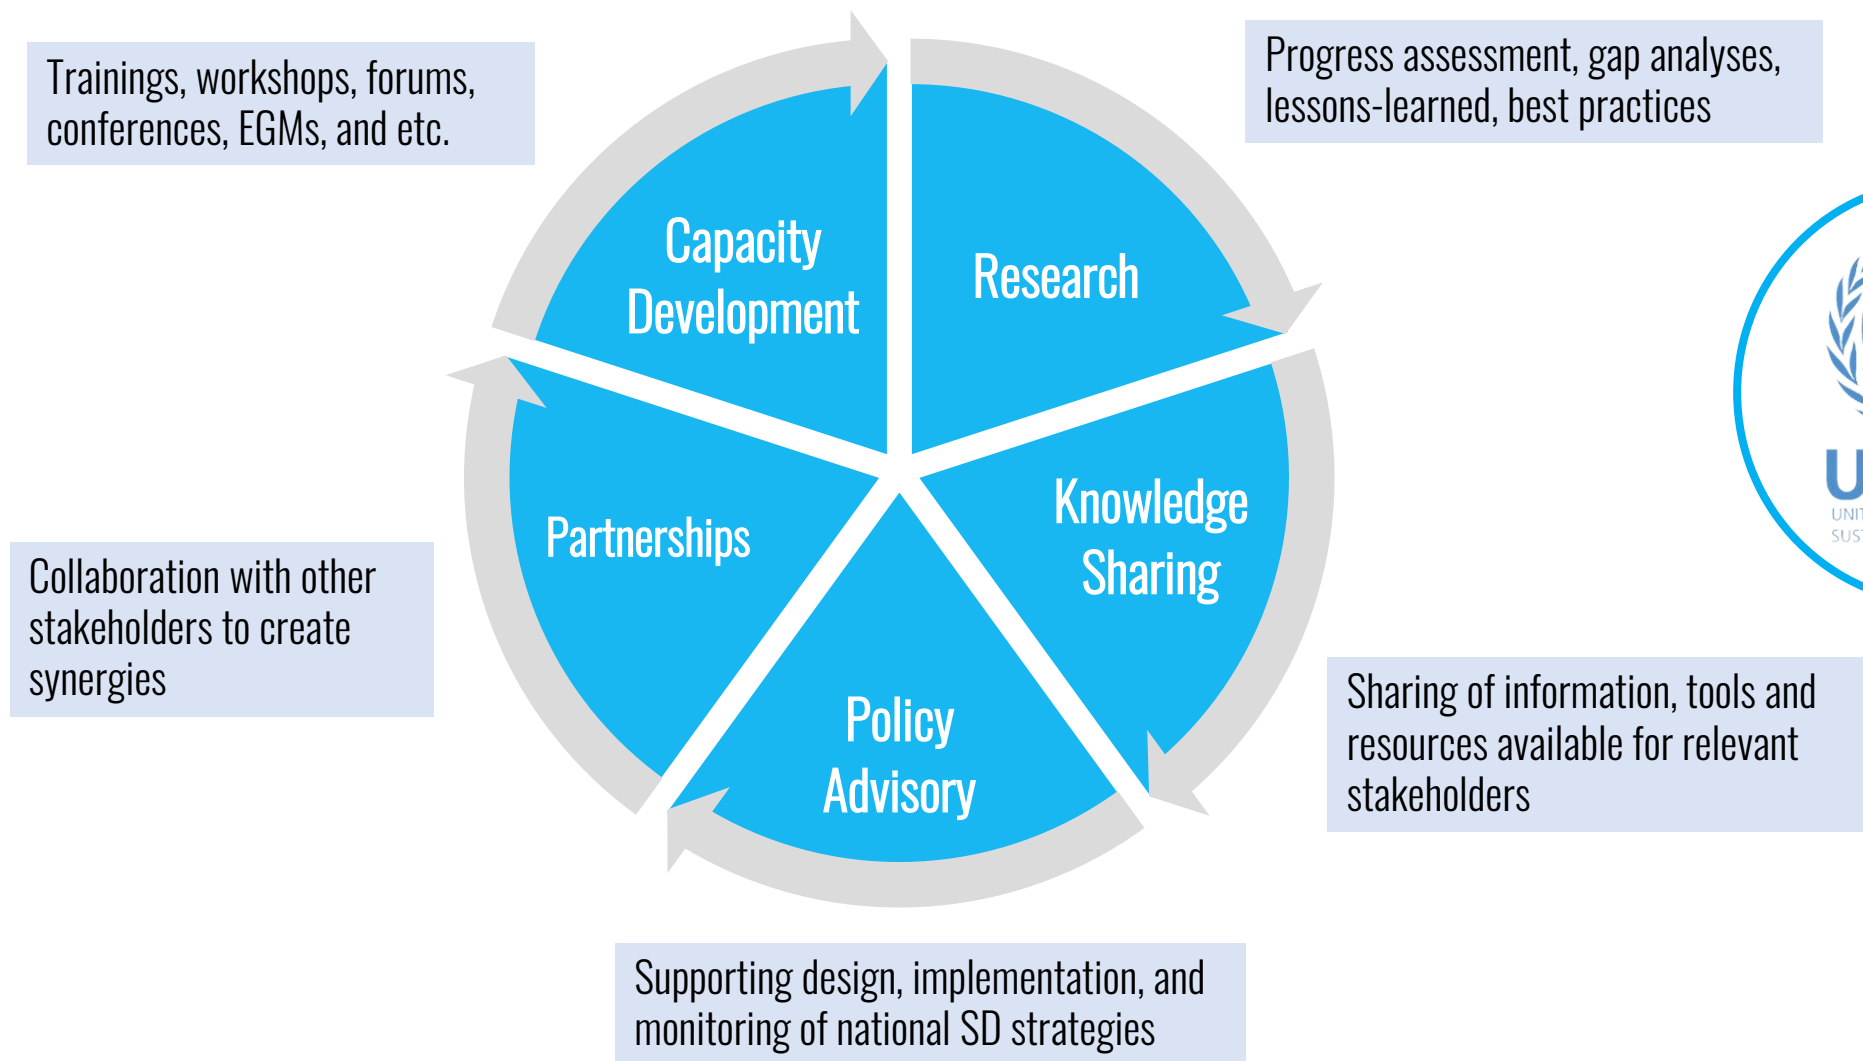 Trainings, workshops, forums,
conferences, EGMs, and etc.
Progress assessment, gap analyses,
lessons-learned, best practices
Capacity
Development
Research
Partnerships
Knowledge
Sharing
Policy
Advisory
Collaboration with other
stakeholders to create
synergies
Sharing of information, tools and
resources available for relevant
stakeholders
Supporting design, implementation, and
monitoring of national SD strategies